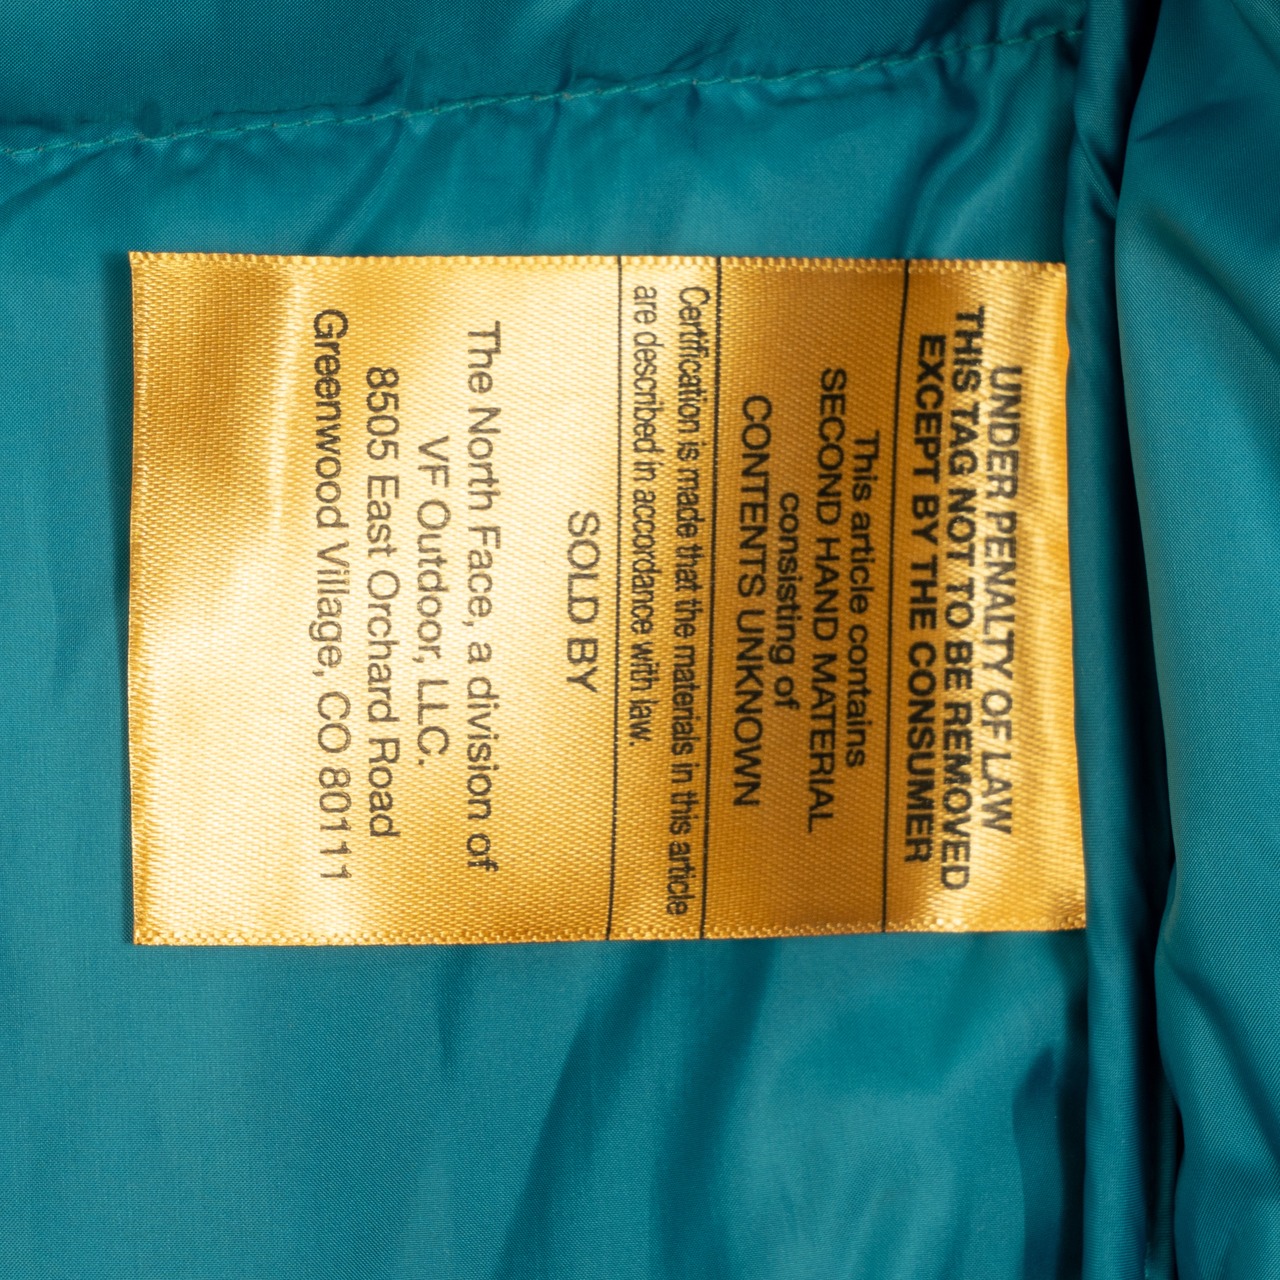 UNDER PENALTY OF LAW
THIS TAG NOT TO BE REMOVED
EXCEPT BY THE CONSUMER
This article contains
SECOND HAND MATERIAL
consisting of
CONTENTS UNKNOWN
Certification is made that the materials in this article
are described in accordance with law.
SOLD BY
The North Face, a division of
VF Outdoor, LLC.
8505 East Orchard Road
Greenwood Village, CO 80111